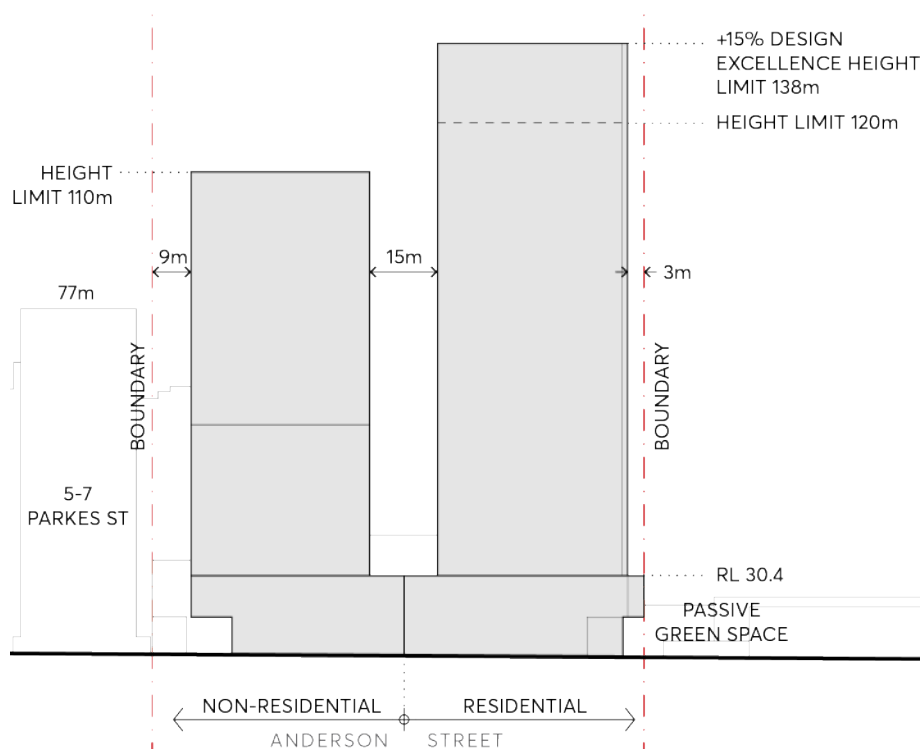 +15% DESIGN
EXCELLENCE HEIGHT
LIMIT 138m
HEIGHT LIMIT 120m
HEIGHT
LIMIT 110m
9m
15m
3m
77m
BOUNDARY
BOUNDARY
5-7
PARKES ST
RL 30.4
PASSIVE
GREEN SPACE
NON-RESIDENTIAL
RESIDENTIAL
ANDERSON STREET